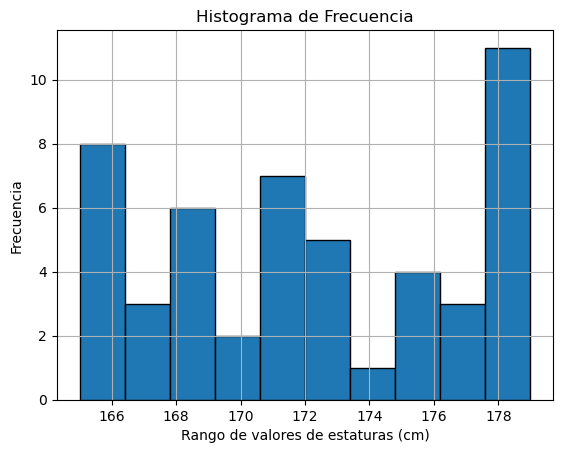 Histograma de Frecuencia
10
8
6
4
2
0
Frecuencia
166 168 170 172 174 176 178
Rango de valores de estaturas (cm)